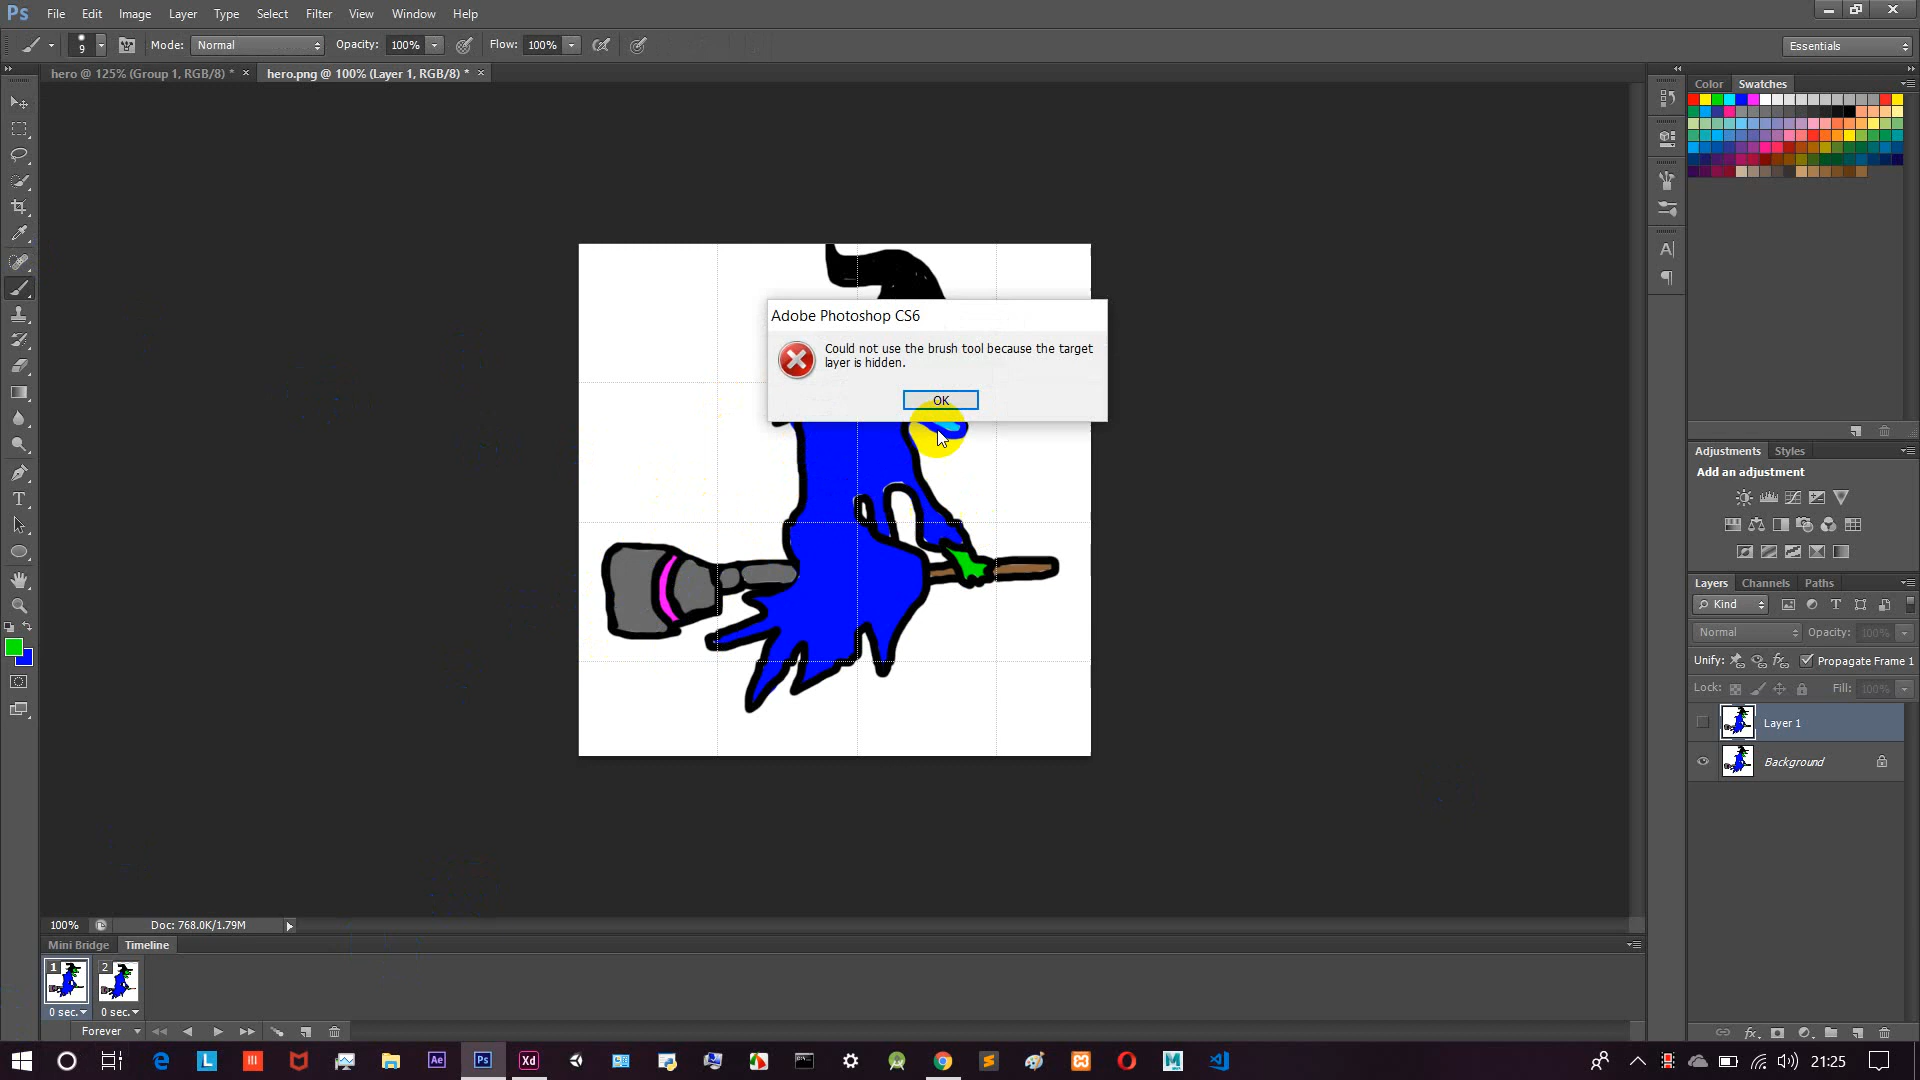 Ps File Edit Image Layer Type Select Filter 3D View Window Help
9 Mode: Normal Opacity: 100% Flow: 100% Essentials
hero @ 125% (Group 1, RGB/8) * × hero.png @ 100% (Layer 1, RGB/8) * ×
Color Swatches
Adobe Photoshop CS6
Could not use the brush tool because the target
layer is hidden.
OK
Adjustments Styles
Add an adjustment
Layers Channels Paths
Kind
Normal Opacity: 100%
Unify: Propagate Frame 1
Lock: Fill: 100%
Layer 1
Background
100% Doc: 768.0K/1.79M
Mini Bridge Timeline
1 2
0 sec. 0 sec.
Forever
21:25